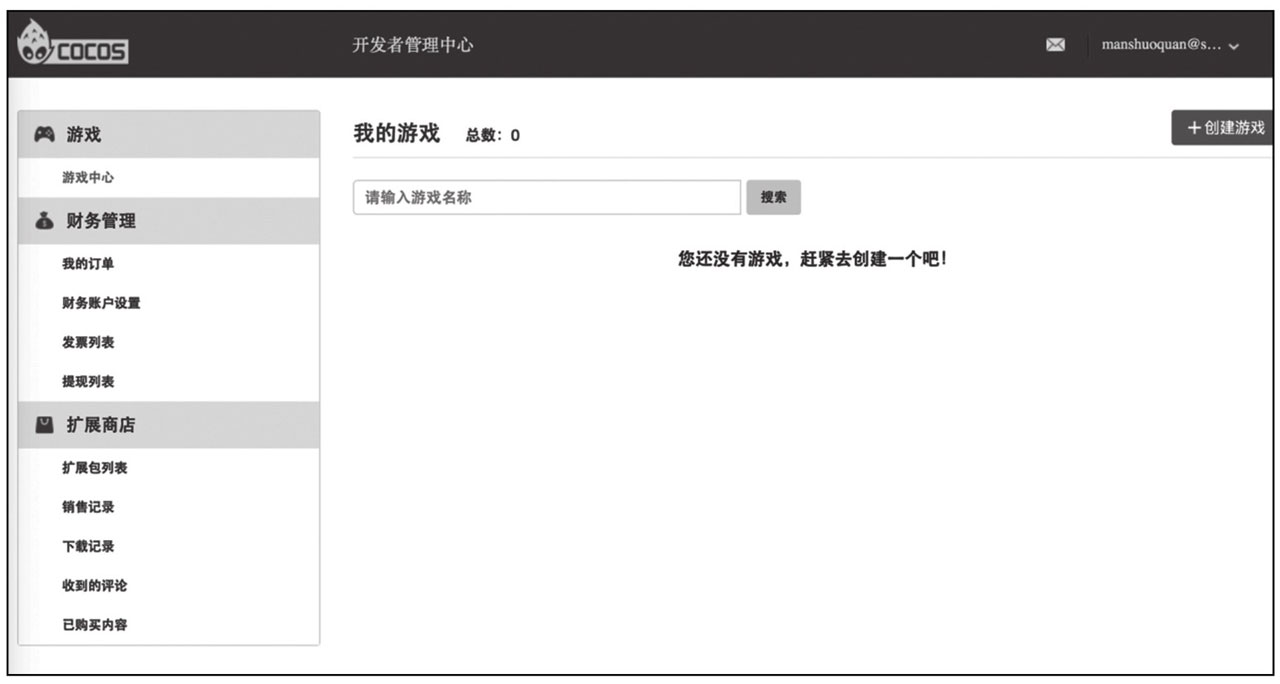 COCOS
开发者管理中心
manshuoquan@s...
游戏
游戏中心
财务管理
我的订单
财务账户设置
发票列表
提现列表
扩展商店
扩展包列表
销售记录
下载记录
收到的评论
已购买内容
我的游戏 总数：0
+创建游戏
请输入游戏名称
搜索
您还没有游戏，赶紧去创建一个吧！